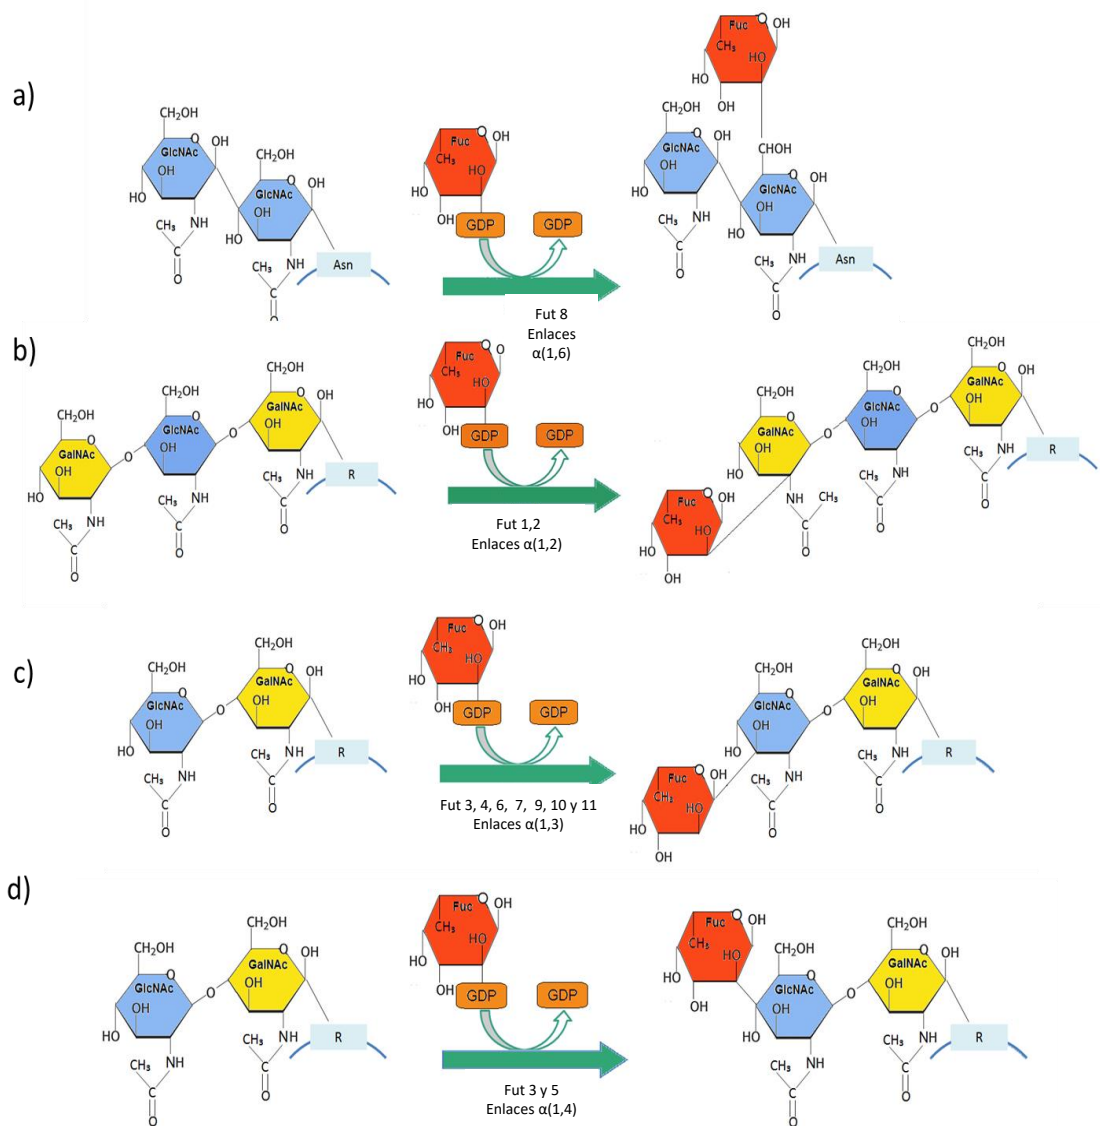 a)
CH₂OH
O
OH
GlcNAc
OH
HO
NH
CH₃
C
O
CH₂OH
O
OH
GlcNAc
OH
HO
NH
CH₃
C
O
Asn
Fuc
O
OH
CH₃
HO
HO
OH
GDP
GDP
Fut 8
Enlaces
α(1,6)
Fuc
O
OH
CH₃
HO
HO
OH
CH₂OH
O
OH
GlcNAc
OH
HO
NH
CH₃
C
O
CHOH
O
OH
GlcNAc
OH
HO
NH
CH₃
C
O
Asn
b)
CH₂OH
O
GalNAc
OH
HO
NH
CH₃
C
O
O
CH₂OH
O
GlcNAc
OH
NH
CH₃
C
O
O
CH₂OH
O
OH
GalNAc
OH
NH
CH₃
C
O
R
Fuc
O
O
CH₃
HO
HO
OH
GDP
GDP
Fut 1,2
Enlaces α(1,2)
Fuc
O
OH
CH₃
HO
HO
OH
CH₂OH
O
GalNAc
OH
HO
NH
CH₃
C
O
O
CH₂OH
O
GlcNAc
OH
NH
CH₃
C
O
O
CH₂OH
O
OH
GalNAc
OH
NH
CH₃
C
O
R
c)
CH₂OH
O
GlcNAc
OH
HO
NH
CH₃
C
O
O
CH₂OH
O
OH
GalNAc
OH
NH
CH₃
C
O
R
Fuc
O
OH
CH₃
HO
HO
OH
GDP
GDP
Fut 3, 4, 6, 7, 9, 10 y 11
Enlaces α(1,3)
Fuc
O
OH
CH₃
HO
HO
OH
CH₂OH
O
GlcNAc
OH
HO
NH
CH₃
C
O
O
CH₂OH
O
OH
GalNAc
OH
NH
CH₃
C
O
R
d)
CH₂OH
O
GlcNAc
OH
HO
NH
CH₃
C
O
O
CH₂OH
O
OH
GalNAc
OH
NH
CH₃
C
O
R
Fuc
O
OH
CH₃
HO
HO
OH
GDP
GDP
Fut 3 y 5
Enlaces α(1,4)
Fuc
O
OH
CH₃
HO
HO
OH
CH₂OH
O
GlcNAc
OH
HO
NH
CH₃
C
O
O
CH₂OH
O
OH
GalNAc
OH
NH
CH₃
C
O
R